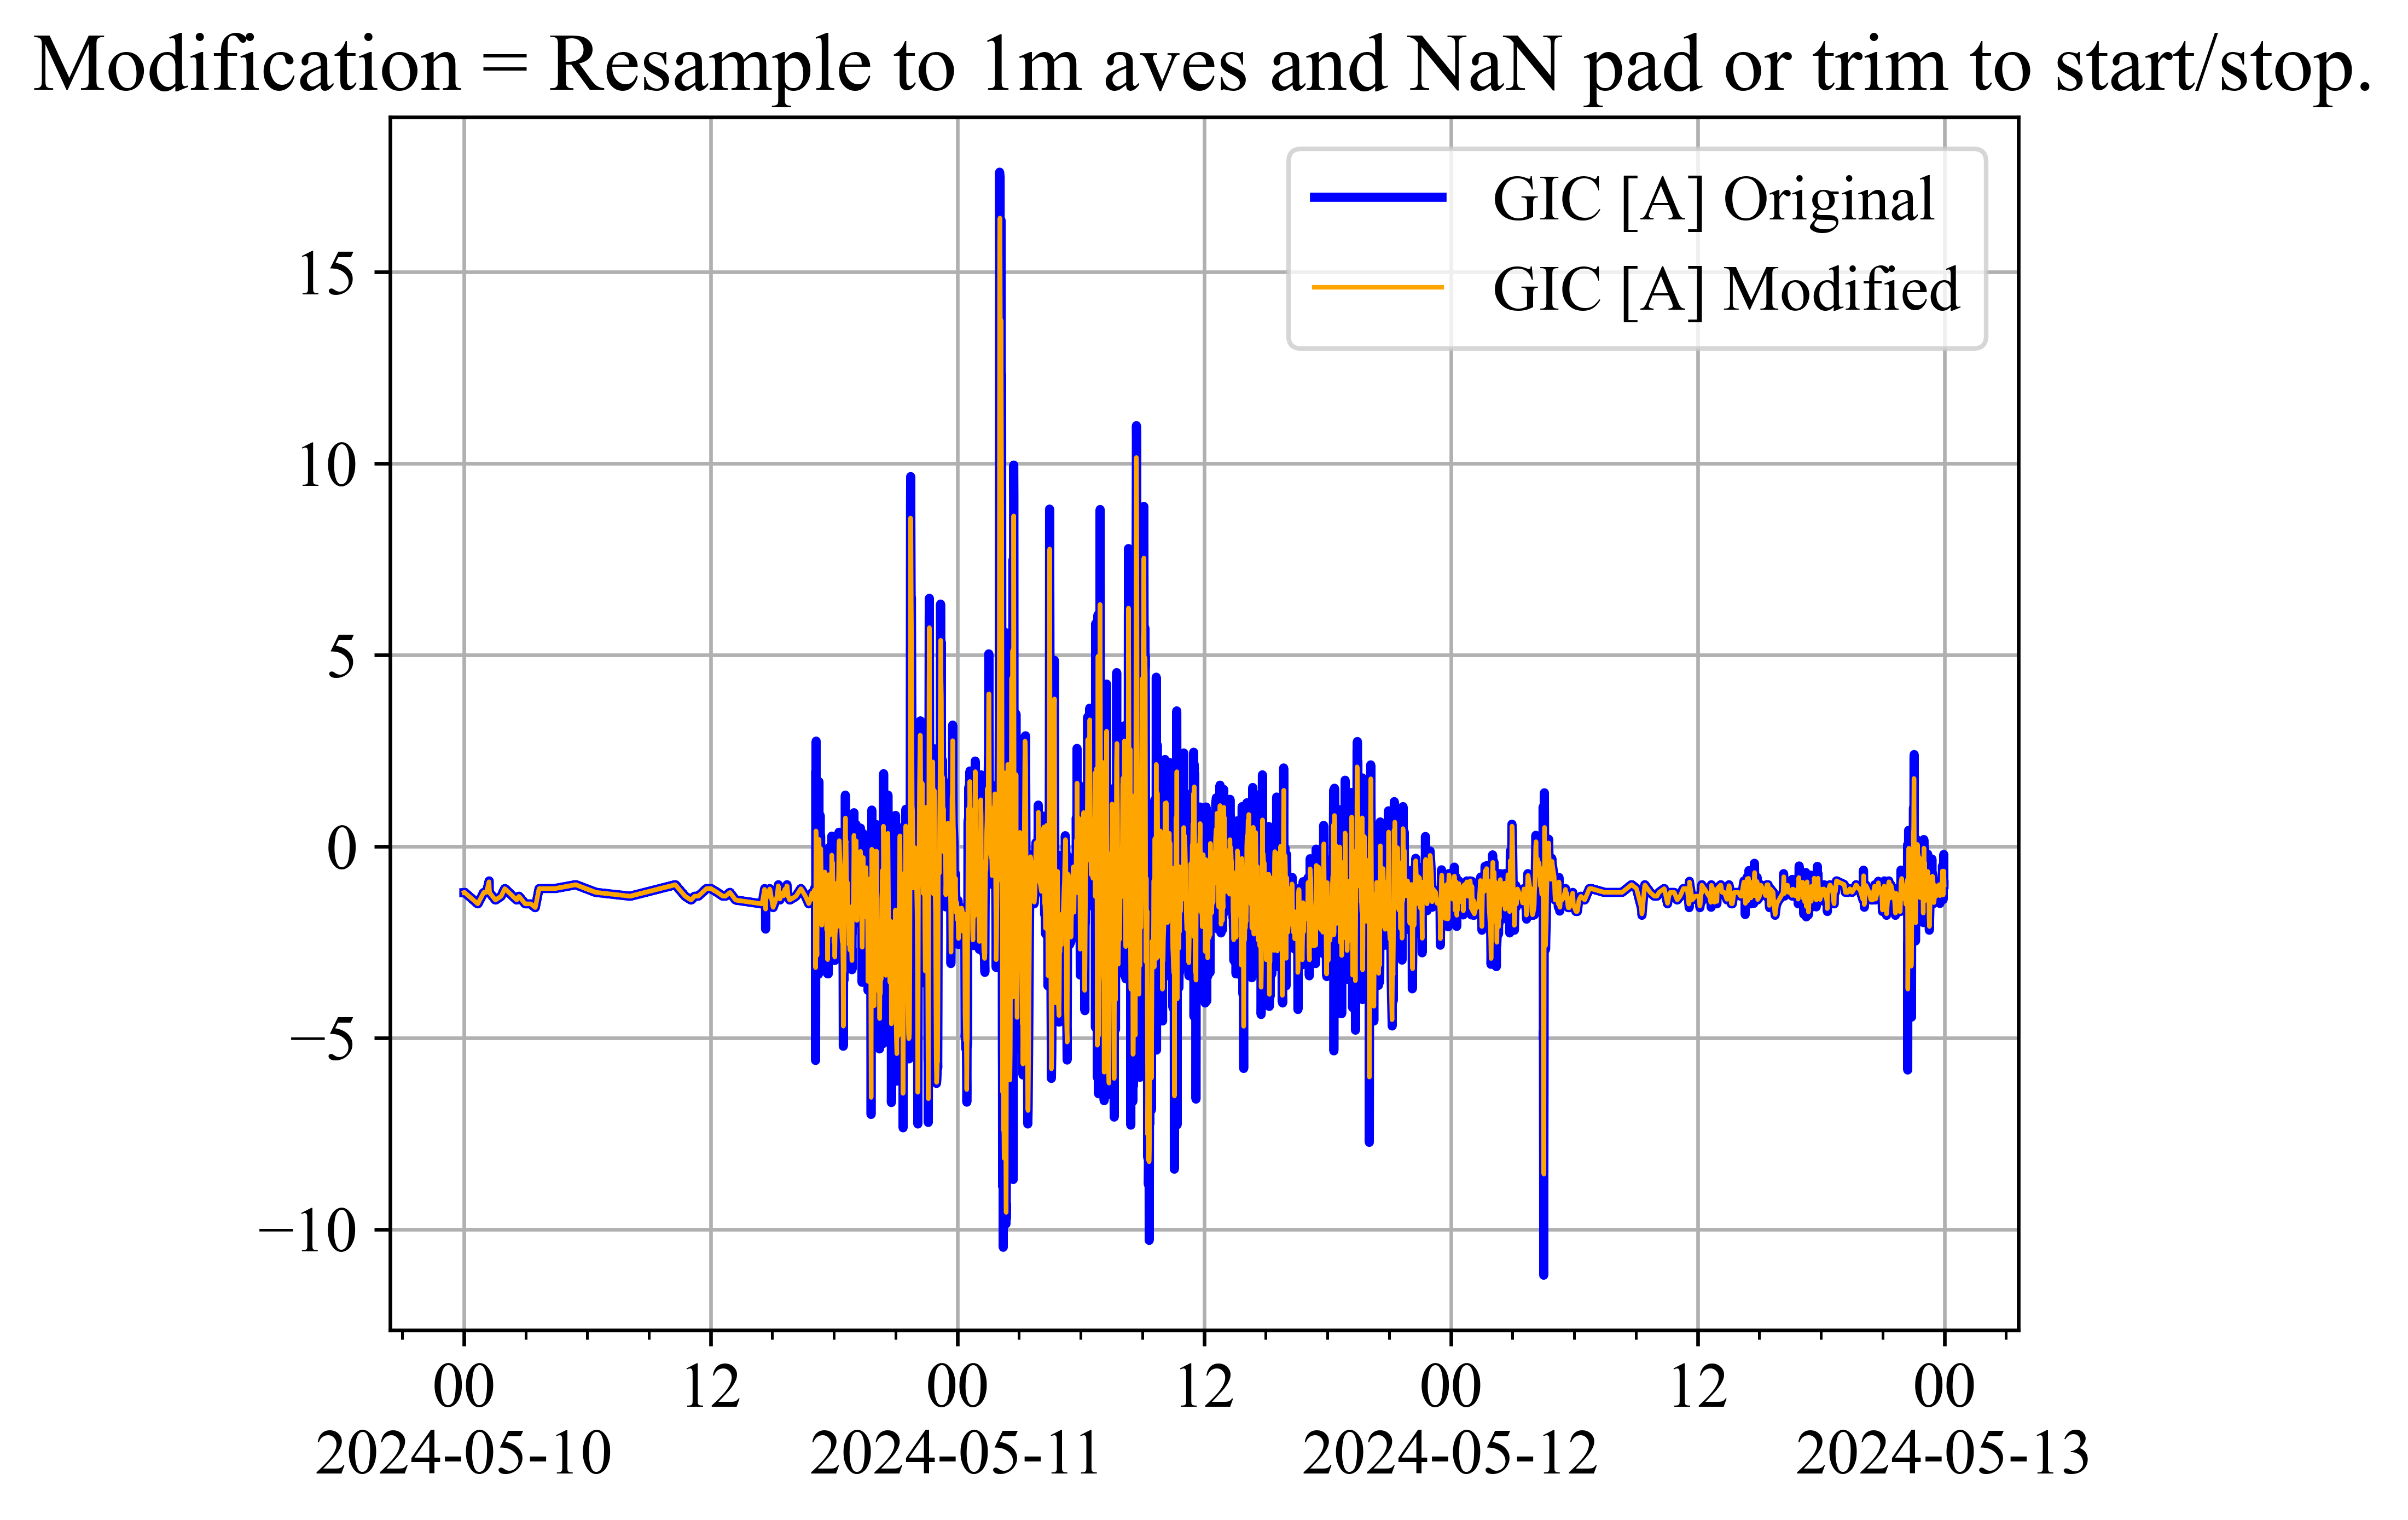 Modification = Resample to 1m aves and NaN pad or trim to start/stop.
GIC [A] Original
GIC [A] Modified
15
10
5
0
−5
−10
00 12 00 12 00 12 00
2024-05-10 2024-05-11 2024-05-12 2024-05-13